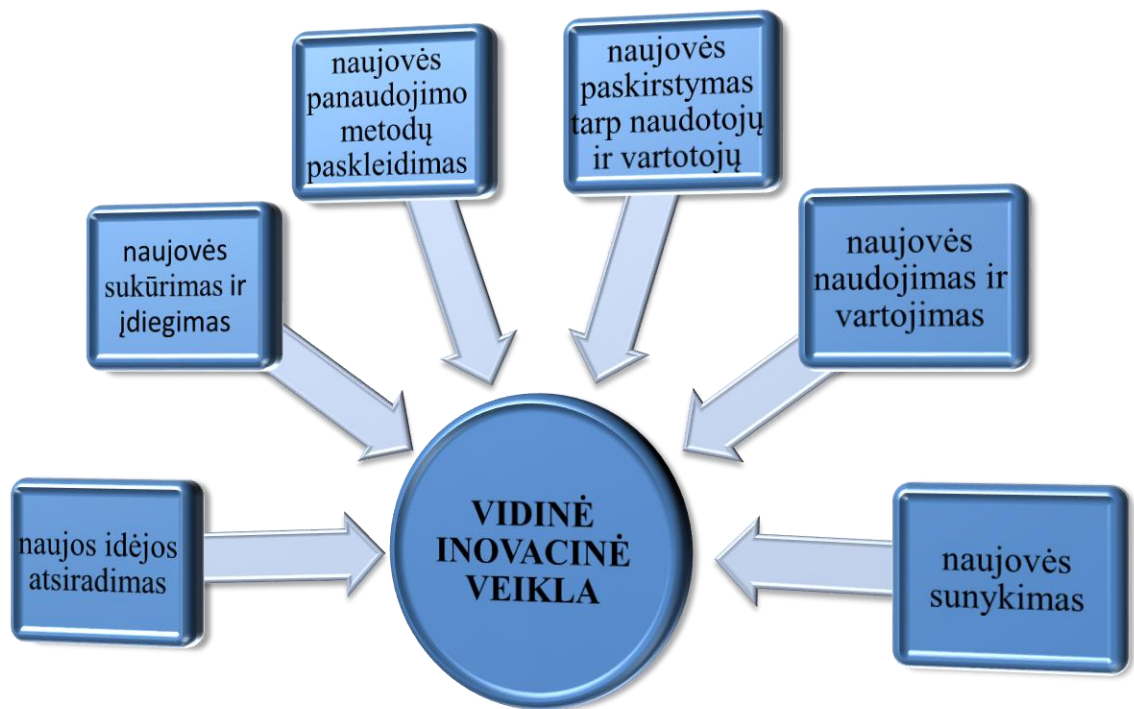 naujovės
panaudojimo
metodų
paskleidimas
naujovės
paskirstymas
tarp naudotojų
ir vartotojų
naujovės
sukūrimas ir
įdiegimas
naujovės
naudojimas ir
vartojimas
naujos idėjos
atsiradimas
VIDINĖ
INOVACINĖ
VEIKLA
naujovės
sunykimas